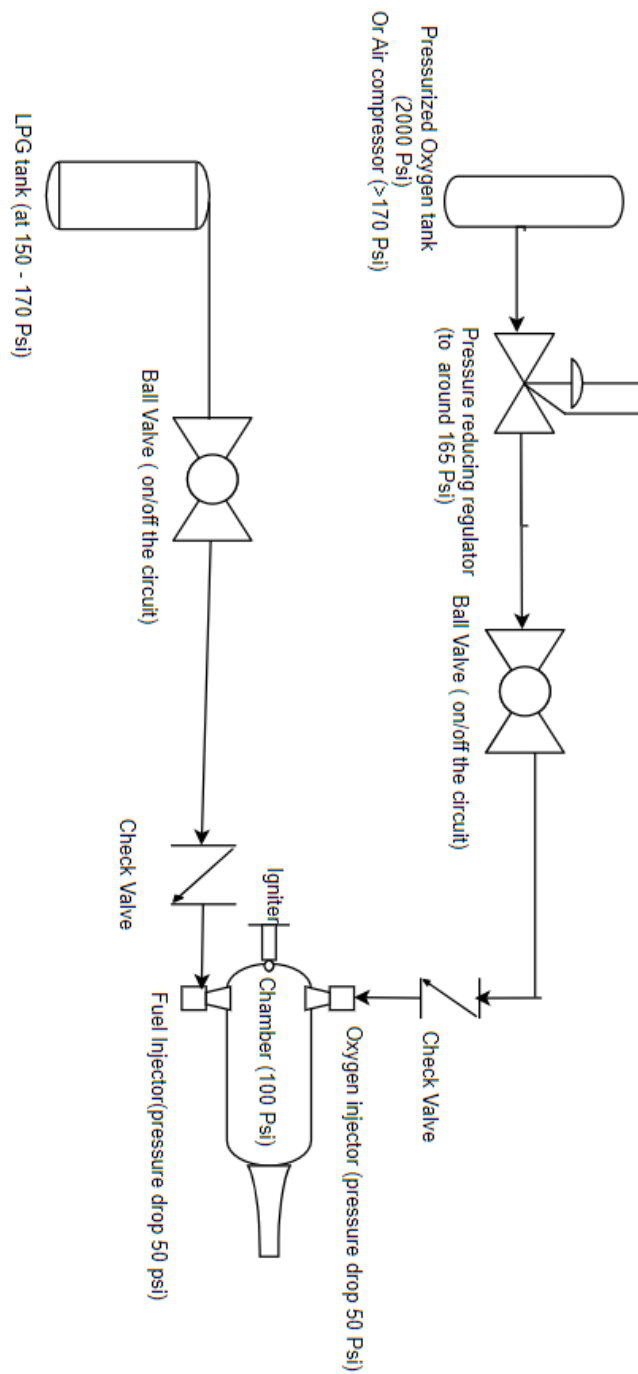 Pressurized Oxygen tank
(2000 Psi)
Or Air compressor (>170 Psi)
Pressure reducing regulator
(to around 165 Psi)
Ball Valve ( on/off the circuit)
Check Valve
Oxygen injector (pressure drop 50 Psi)
LPG tank (at 150 - 170 Psi)
Ball Valve ( on/off the circuit)
Check Valve
Igniter
Chamber (100 Psi)
Fuel Injector(pressure drop 50 psi)